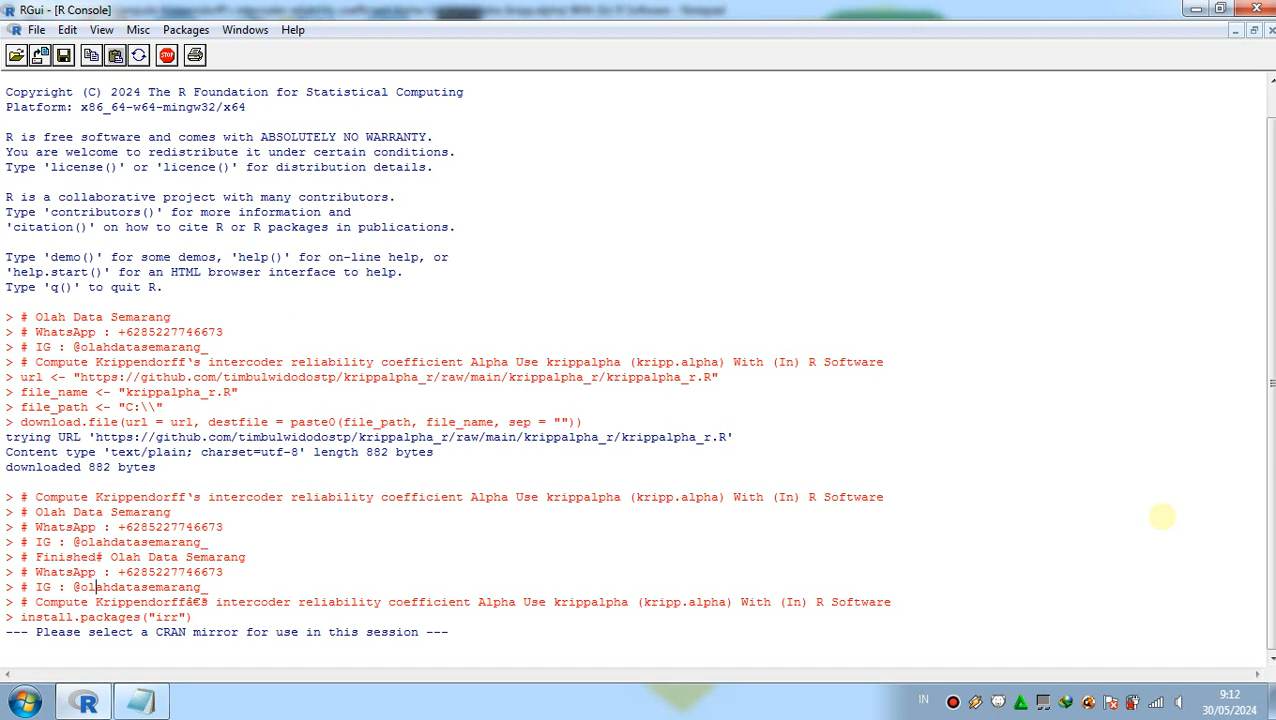 RGui - [R Console]
File Edit View Misc Packages Windows Help
STOP
Copyright (C) 2024 The R Foundation for Statistical Computing
Platform: x86_64-w64-mingw32/x64
R is free software and comes with ABSOLUTELY NO WARRANTY.
You are welcome to redistribute it under certain conditions.
Type 'license()' or 'licence()' for distribution details.
R is a collaborative project with many contributors.
Type 'contributors()' for more information and
'citation()' on how to cite R or R packages in publications.
Type 'demo()' for some demos, 'help()' for on-line help, or
'help.start()' for an HTML browser interface to help.
Type 'q()' to quit R.
> # Olah Data Semarang
> # WhatsApp : +6285227746673
> # IG : @olahdatasemarang_
> # Compute Krippendorff‘s intercoder reliability coefficient Alpha Use krippalpha (kripp.alpha) With (In) R Software
> url <- "https://github.com/timbulwidodostp/krippalpha_r/raw/main/krippalpha_r/krippalpha_r.R"
> file_name <- "krippalpha_r.R"
> file_path <- "C:\\"
> download.file(url = url, destfile = paste0(file_path, file_name, sep = ""))
trying URL 'https://github.com/timbulwidodostp/krippalpha_r/raw/main/krippalpha_r/krippalpha_r.R'
Content type 'text/plain; charset=utf-8' length 882 bytes
downloaded 882 bytes
> # Compute Krippendorff‘s intercoder reliability coefficient Alpha Use krippalpha (kripp.alpha) With (In) R Software
> # Olah Data Semarang
> # WhatsApp : +6285227746673
> # IG : @olahdatasemarang_
> # Finished# Olah Data Semarang
> # WhatsApp : +6285227746673
> # IG : @olahdatasemarang_
> # Compute intercoder reliability coefficient Alpha Use krippalpha (kripp.alpha) With (In) R Software
> install.packages("irr")
--- Please select a CRAN mirror for use in this session ---
IN
9:12
30/05/2024